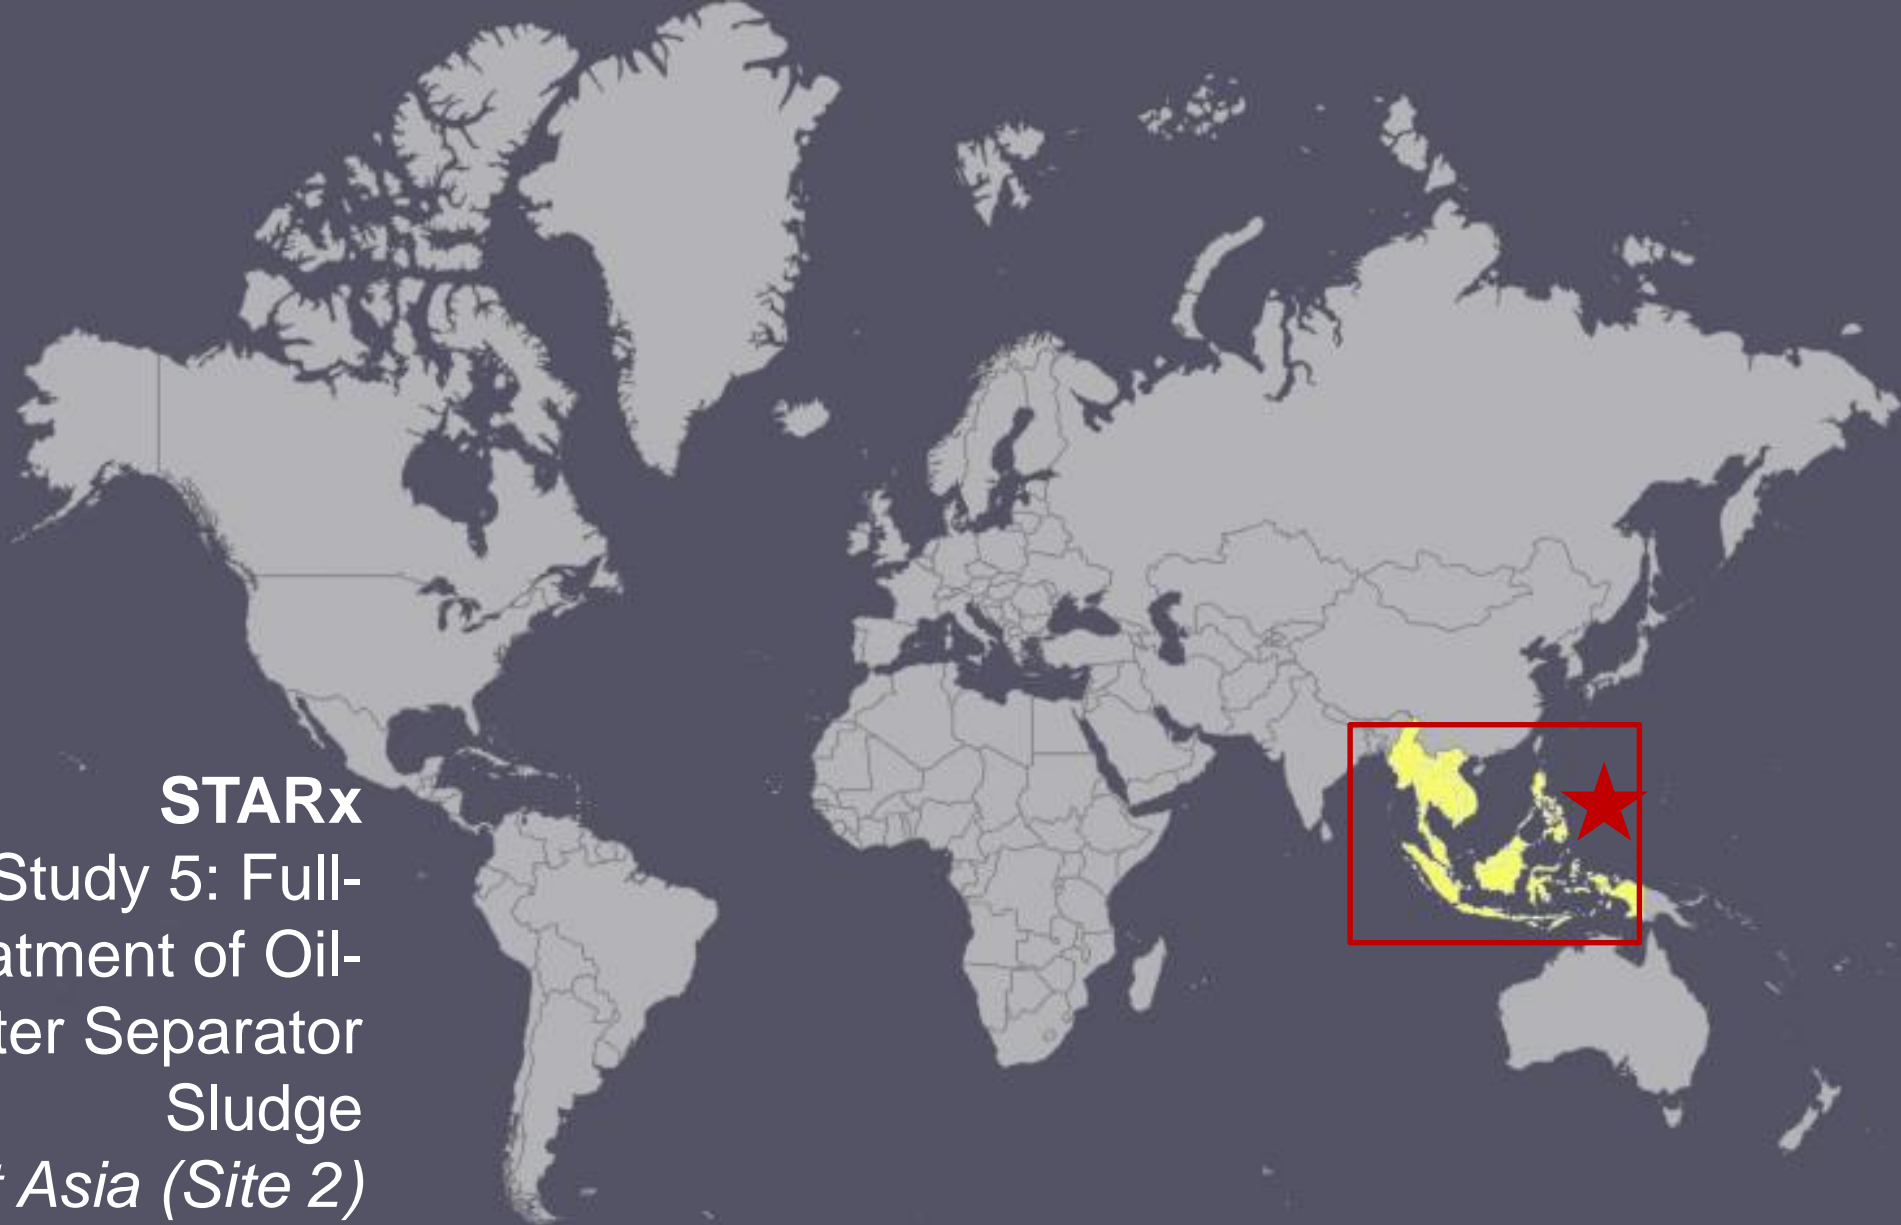 STARx
Study 5: Full-
atment of Oil-
ter Separator
Sludge
t Asia (Site 2)